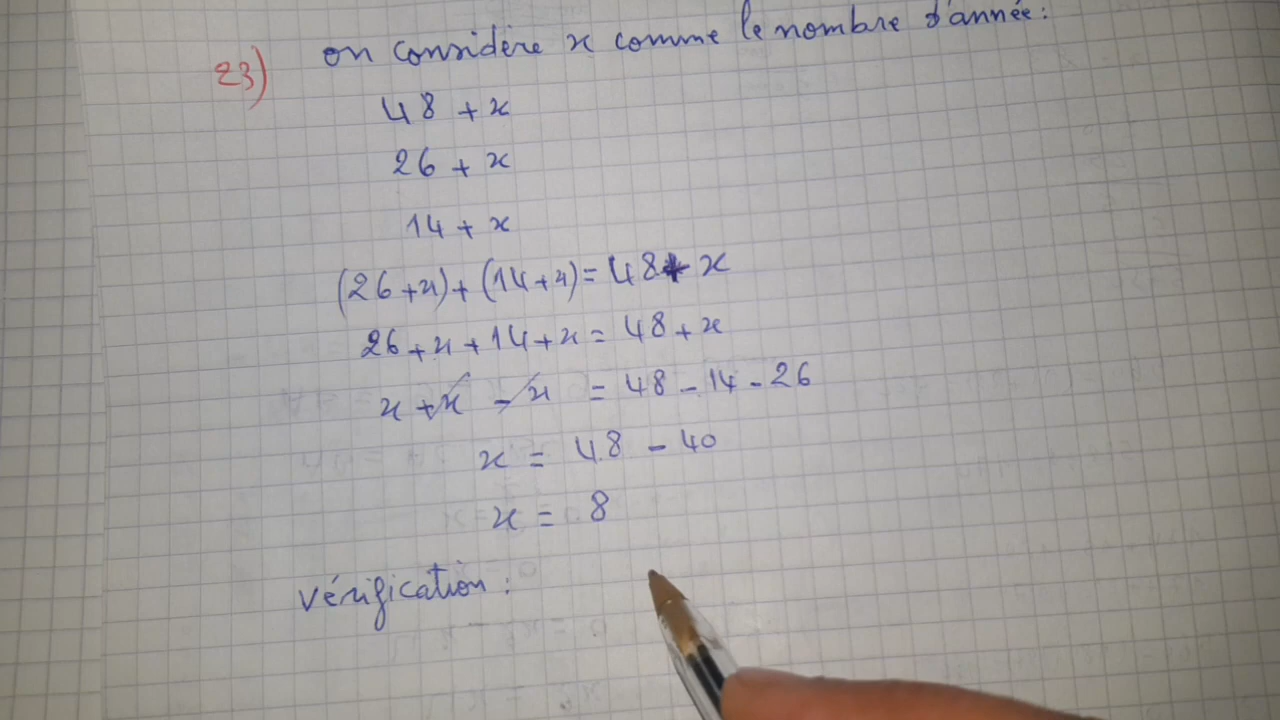 23) on considère x comme le nombre d'année :
48 + x
26 + x
14 + x
(26+x)+(14+x)=48+ x
26+x+14+x= 48+x
x +x -x = 48-14-26
x = 48 - 40
x = 8
vérification :